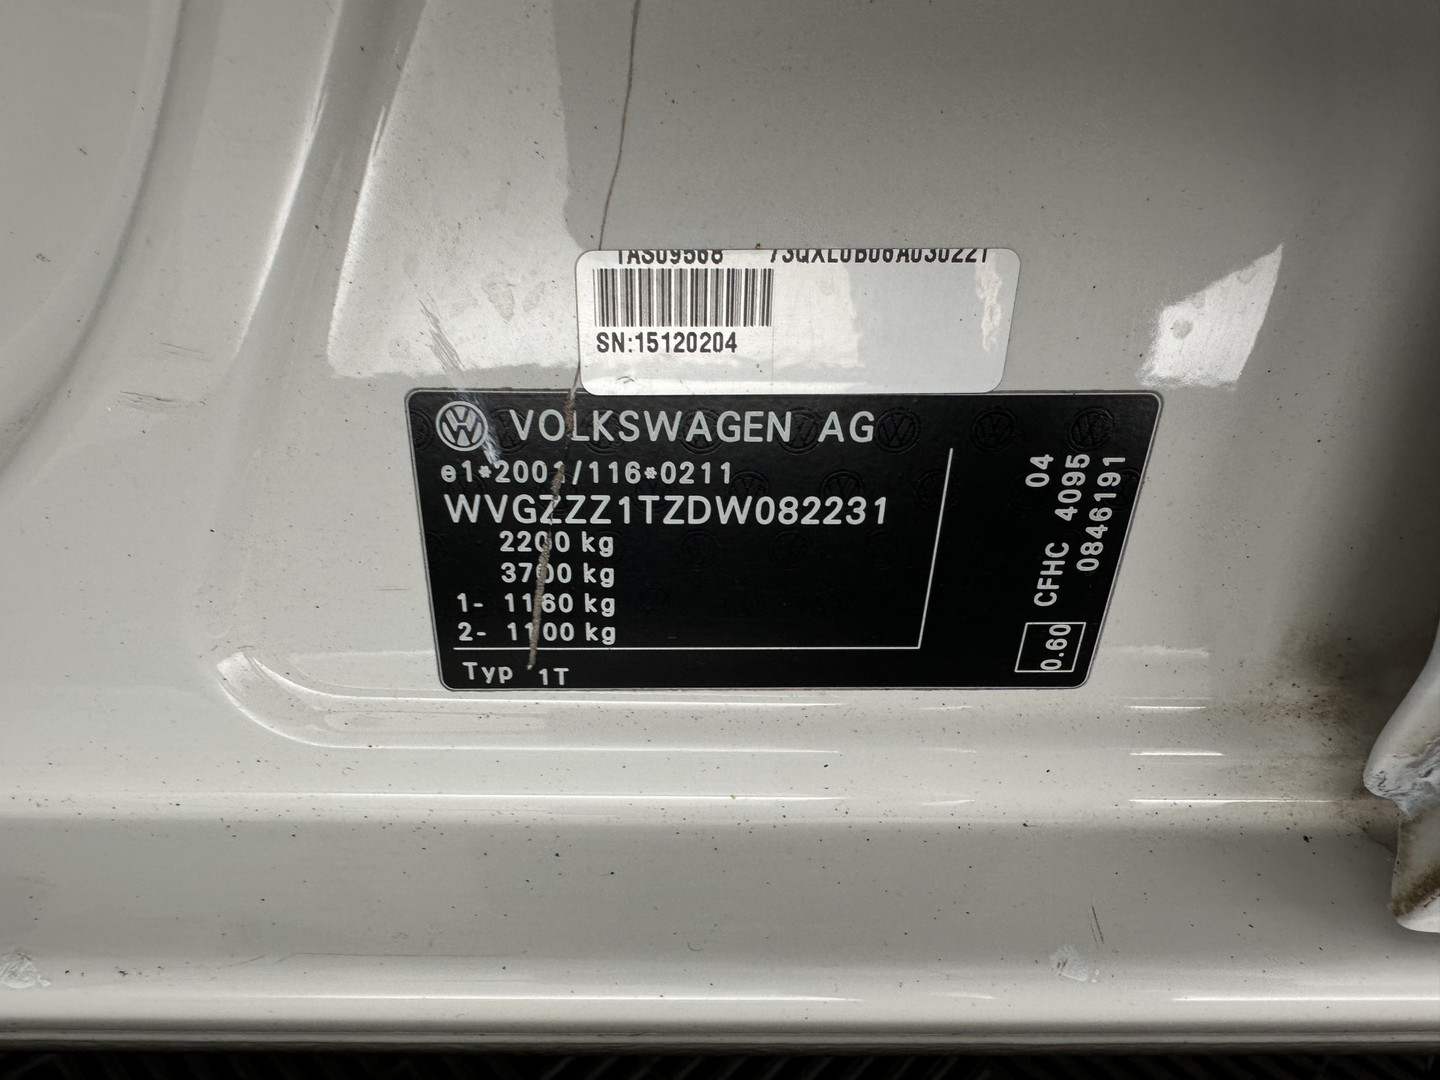 SN:15120204
VOLKSWAGEN AG
e1*2001/116*0211
WVGZZZ1TZDW082231
2200 kg
3700 kg
1- 1160 kg
2- 1100 kg
Typ 1T
04
CFHC 4095
0846191
0.60